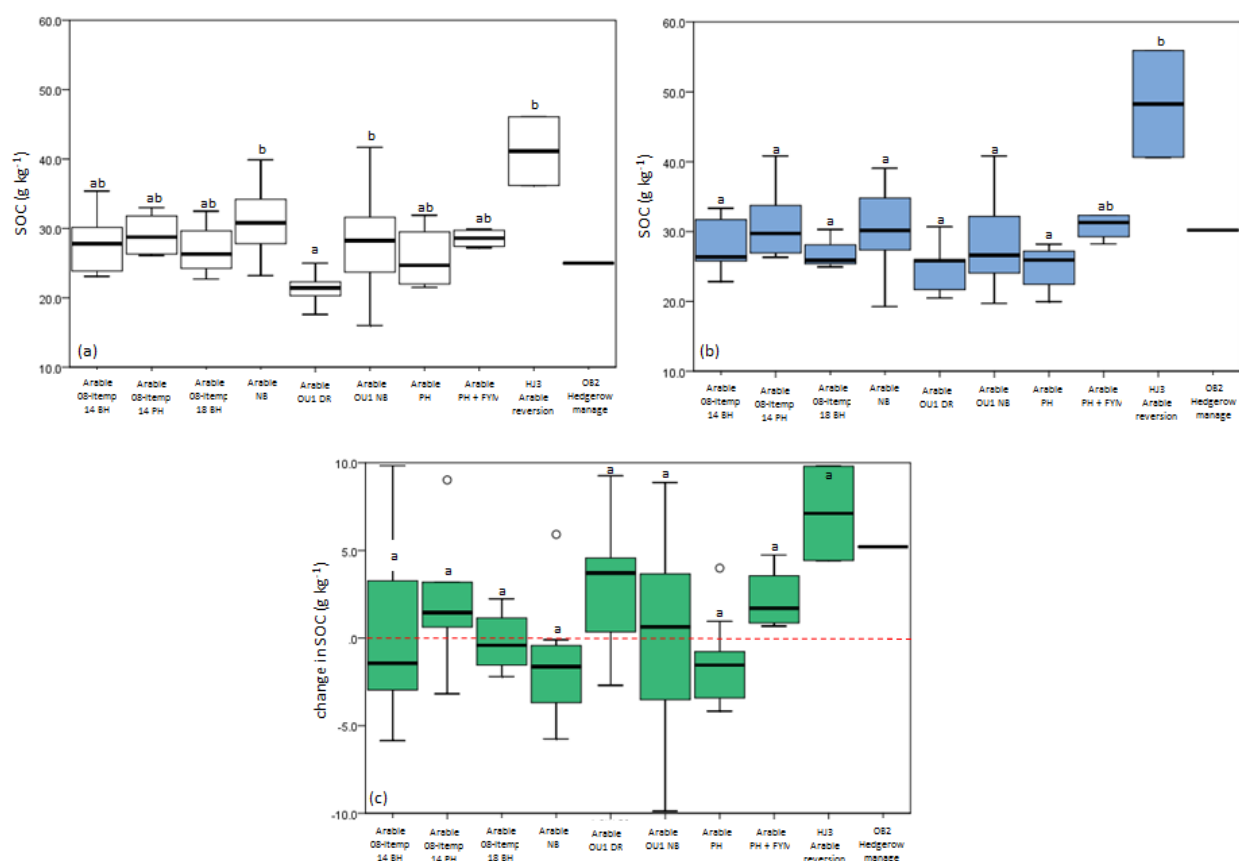 60.0
50.0
40.0
30.0
20.0
10.0
SOC (g kg⁻¹)
ab
ab
ab
b
a
b
ab
ab
b
(a)
Arable
08-Itemp
14 BH
Arable
08-Itemp
14 PH
Arable
08-Itemp
18 BH
Arable
NB
Arable
OU1 DR
Arable
OU1 NB
Arable
PH
Arable
PH + FYM
HJ3
Arable
reversion
OB2
Hedgerow
manage
60.0
50.0
40.0
30.0
20.0
10.0
SOC (g kg⁻¹)
a
a
a
a
a
a
a
ab
b
(b)
Arable
08-Itemp
14 BH
Arable
08-Itemp
14 PH
Arable
08-Itemp
18 BH
Arable
NB
Arable
OU1 DR
Arable
OU1 NB
Arable
PH
Arable
PH + FYM
HJ3
Arable
reversion
OB2
Hedgerow
manage
10.0
5.0
.0
-5.0
-10.0
change in SOC (g kg⁻¹)
a
a
a
a
a
a
a
a
a
(c)
Arable
08-Itemp
14 BH
Arable
08-Itemp
14 PH
Arable
08-Itemp
18 BH
Arable
NB
Arable
OU1 DR
Arable
OU1 NB
Arable
PH
Arable
PH + FYM
HJ3
Arable
reversion
OB2
Hedgerow
manage